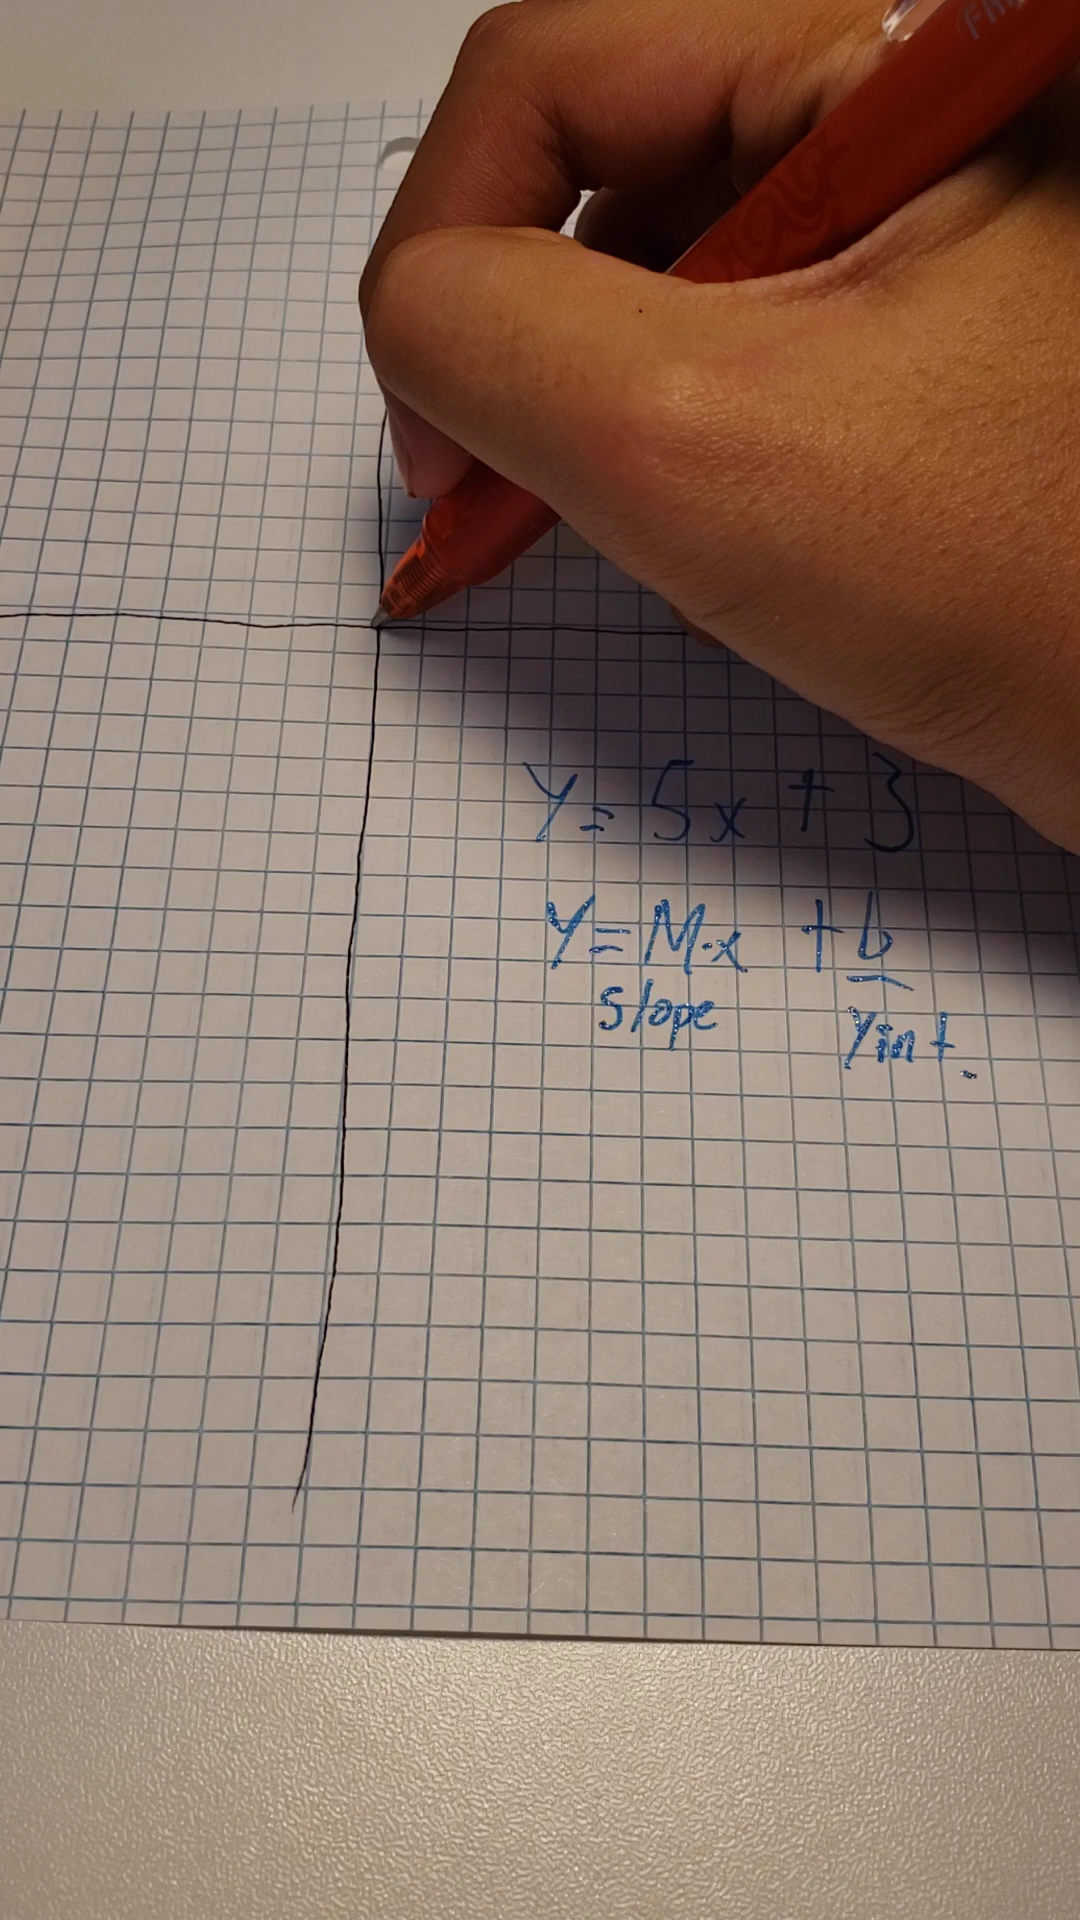 y = 5x + 3
y = M·x + b
slope
yint.